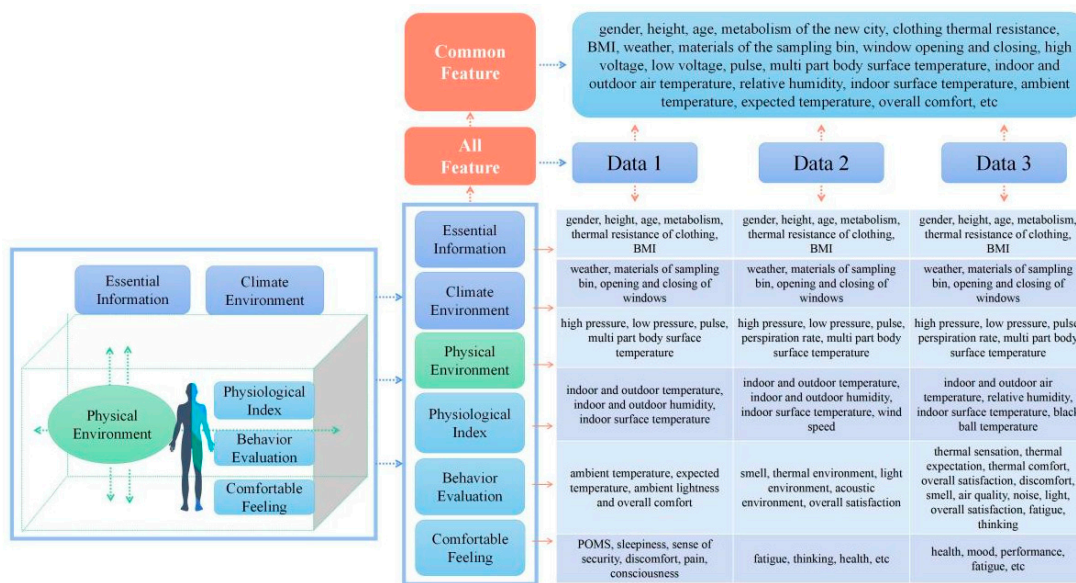 Common
Feature
gender, height, age, metabolism of the new city, clothing thermal resistance,
BMI, weather, materials of the sampling bin, window opening and closing, high
voltage, low voltage, pulse, multi part body surface temperature, indoor and
outdoor air temperature, relative humidity, indoor surface temperature, ambient
temperature, expected temperature, overall comfort, etc
All
Feature
Data 1
Data 2
Data 3
Essential
Information
Climate
Environment
Physical
Environment
Physiological
Index
Behavior
Evaluation
Comfortable
Feeling
Essential
Information
gender, height, age, metabolism,
thermal resistance of clothing,
BMI
gender, height, age, metabolism,
thermal resistance of clothing,
BMI
gender, height, age, metabolism,
thermal resistance of clothing,
BMI
Climate
Environment
weather, materials of sampling
bin, opening and closing of
windows
weather, materials of sampling
bin, opening and closing of
windows
weather, materials of sampling
bin, opening and closing of
windows
Physical
Environment
high pressure, low pressure, pulse,
multi part body surface
temperature
high pressure, low pressure, pulse,
perspiration rate, multi part body
surface temperature
high pressure, low pressure, pulse,
perspiration rate, multi part body
surface temperature
Physiological
Index
indoor and outdoor temperature,
indoor and outdoor humidity,
indoor surface temperature
indoor and outdoor temperature,
indoor and outdoor humidity,
indoor surface temperature, wind
speed
indoor and outdoor air
temperature, relative humidity,
indoor surface temperature, black
ball temperature
Behavior
Evaluation
ambient temperature, expected
temperature, ambient lightness
and overall comfort
smell, thermal environment, light
environment, acoustic
environment, overall satisfaction
thermal sensation, thermal
expectation, thermal comfort,
overall satisfaction, discomfort,
smell, air quality, noise, light,
overall satisfaction, fatigue,
thinking
Comfortable
Feeling
POMS, sleepiness, sense of
security, discomfort, pain,
consciousness
fatigue, thinking, health, etc
health, mood, performance,
fatigue, etc